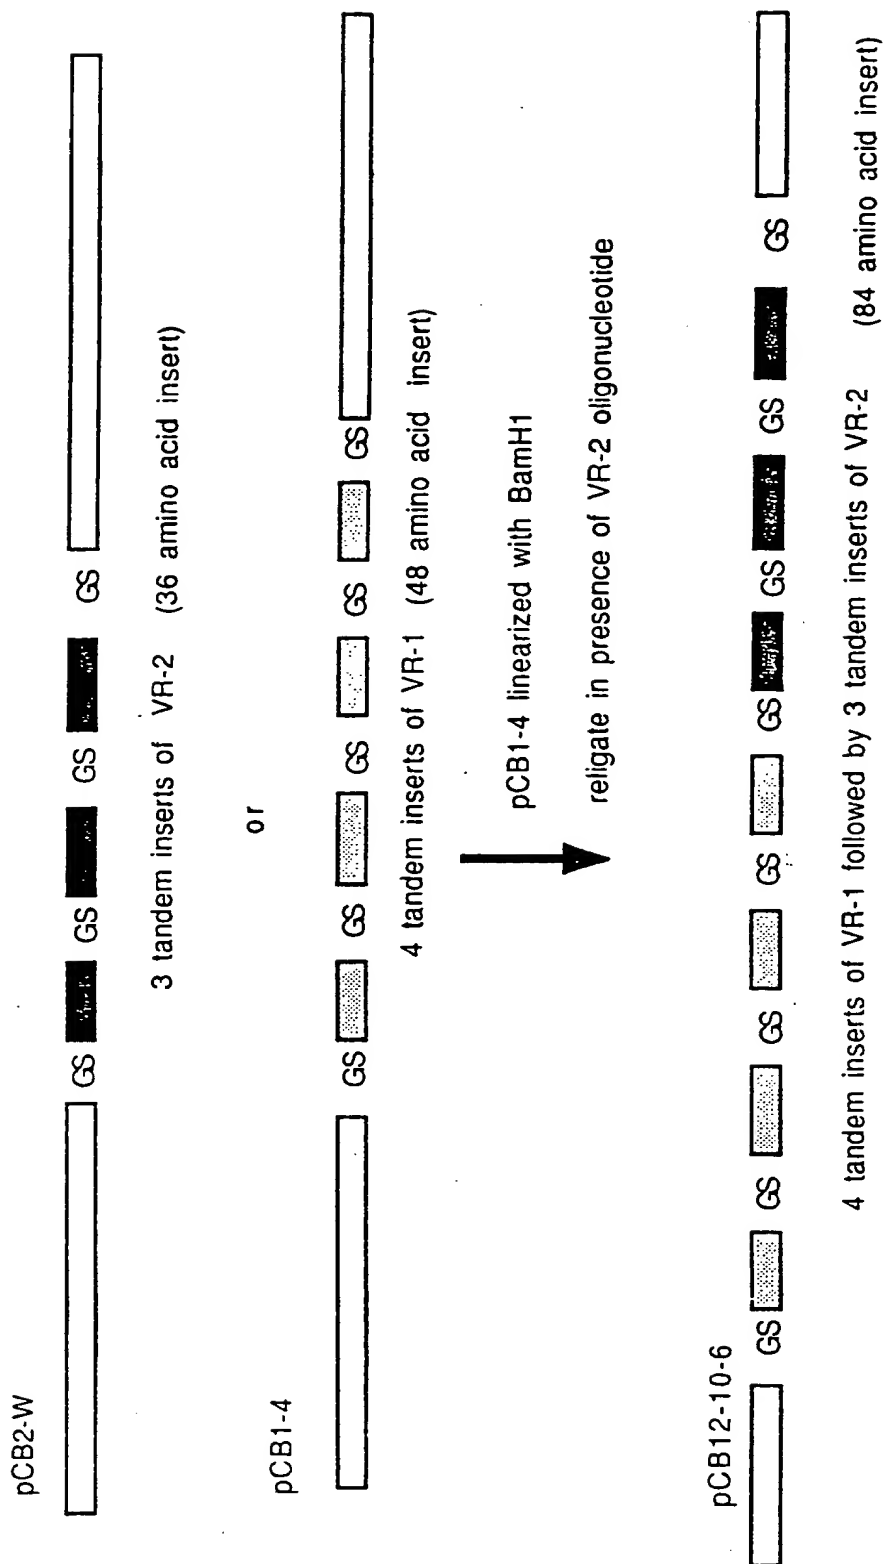 pCB2-W
GS GS GS GS
3 tandem inserts of VR-2 (36 amino acid insert)
or
pCB1-4
GS GS GS GS GS
4 tandem inserts of VR-1 (48 amino acid insert)
pCB1-4 linearized with BamH1
religate in presence of VR-2 oligonucleotide
pCB12-10-6
GS GS GS GS GS GS GS GS
4 tandem inserts of VR-1 followed by 3 tandem inserts of VR-2 (84 amino acid insert)